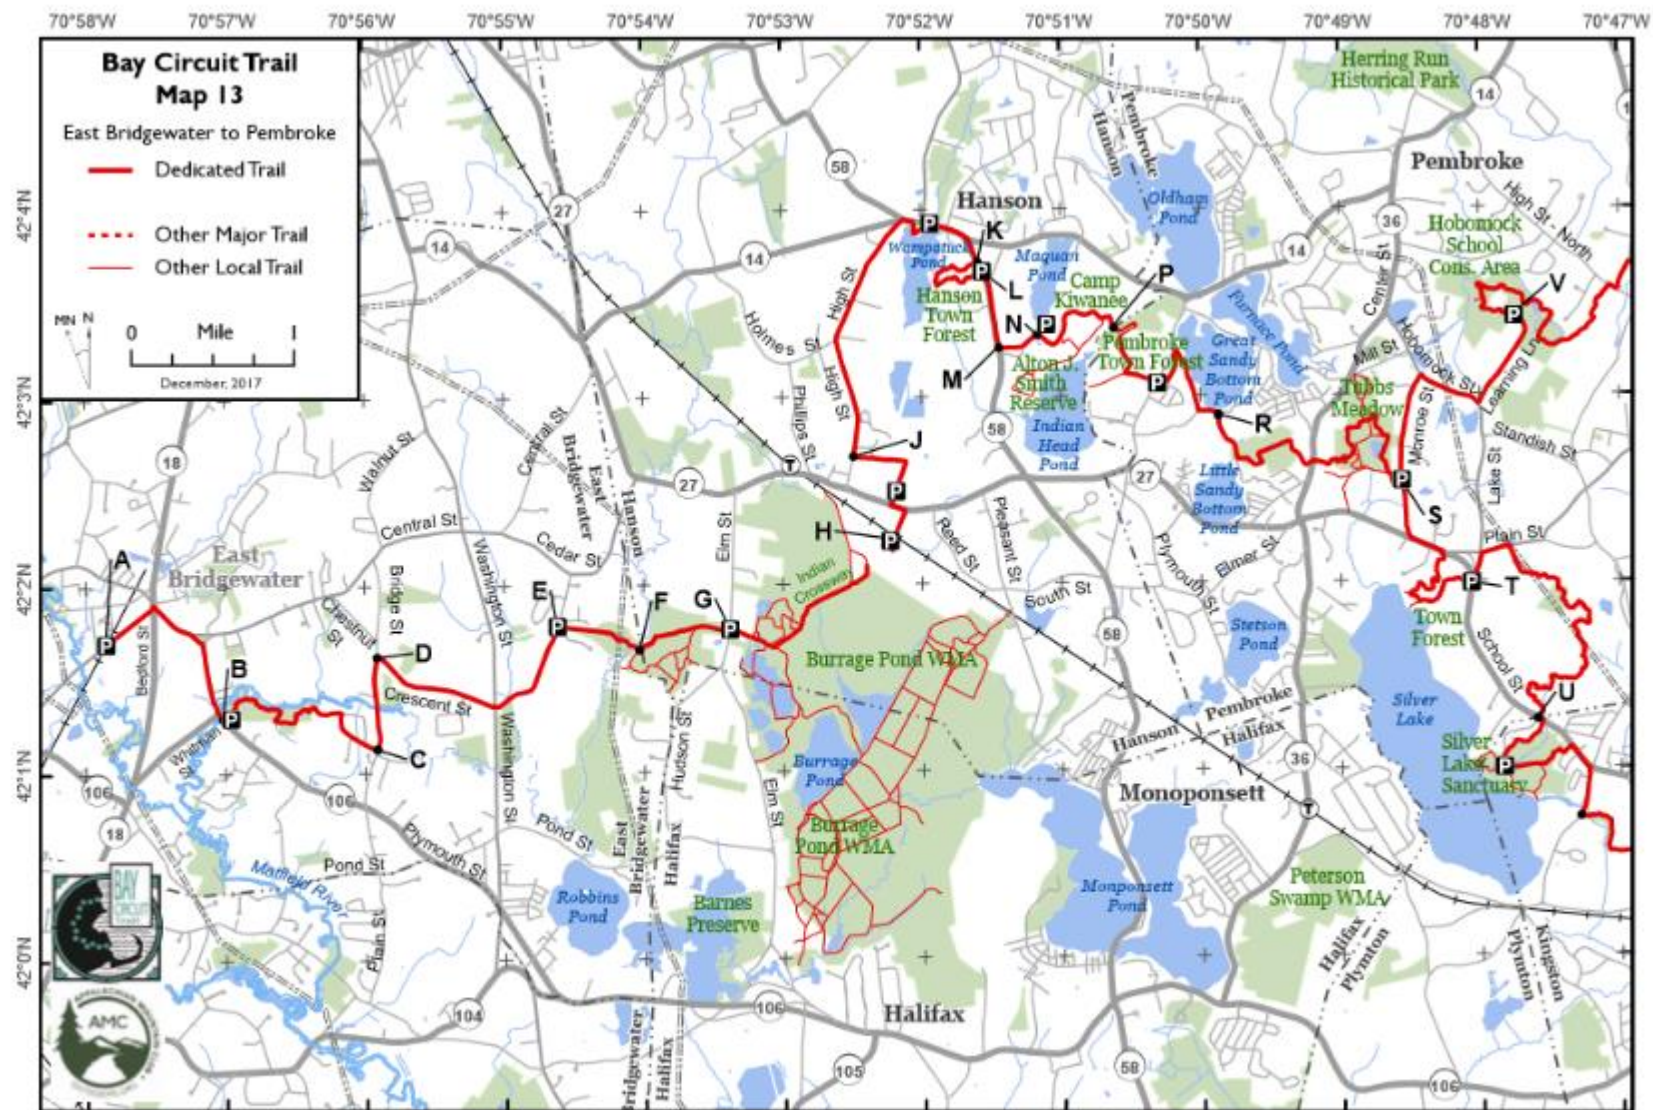 70°58'W 70°57'W 70°56'W 70°55'W 70°54'W 70°53'W 70°52'W 70°51'W 70°50'W 70°49'W 70°48'W 70°47'W
Bay Circuit Trail
Map 13
East Bridgewater to Pembroke
Dedicated Trail
Other Major Trail
Other Local Trail
MN N
0 Mile 1
December, 2017
42°4'N
42°3'N
42°2'N
42°1'N
42°0'N
Herring Run
Historical Park
14
Pembroke
Hanson
Pembroke
58
Hanson
Oldham
Pond
36
High St - North
Hobomock
School
Cons. Area
27
14
14
14
P
K
Wampatuck
Pond
Maquan
Pond
Camp
Kiwanee
P
Center St
V
P
L
Hanson
Town
Forest
High St
Furnace Pond
P
N
P
Holmes St
Pembroke
Town Forest
Great
Sandy
Bottom
Pond
Mill St
Hobomock St
Learning Ln
M
Alton J.
Smith
Reserve
P
Tubbs
Meadow
High St
Phillips St
R
58
Indian
Head
Pond
Monroe St
Standish St
Central St
Walnut St
18
East
Bridgewater
J
T
27
P
27
Little
Sandy
Bottom
Pond
P
Lake St
S
Hanson
Central St
Cedar St
Elm St
H
P
Reed St
Pleasant St
Plymouth St
Elmer St
Plain St
A
East
Bridgewater
Washington St
Bridge St
Indian
Crossway
South St
P
T
Town
Forest
E
F
G
P
P
P
58
Stetson
Pond
School St
Bedford St
Chestnut
St
D
Burrage Pond WMA
B
P
Crescent St
Silver
Lake
U
Whitman
St
C
Washington St
Hudson St
Hanson
Pembroke
Halifax
Silver
Lake
Sanctuary
P
106
106
Burrage
Pond
36
Monoponsett
T
18
Plymouth St
Pond St
Elm St
East
Bridgewater
Halifax
Burrage
Pond WMA
Pond St
Matfield River
BAY
CIRCUIT
Robbins
Pond
Barnes
Preserve
Monponsett
Pond
Peterson
Swamp WMA
Plain St
Halifax
Plymton
Kingston
Plymton
APPALACHIAN MOUNTAIN CLUB
AMC
104
106
Halifax
Bridgewater
Halifax
105
58
106